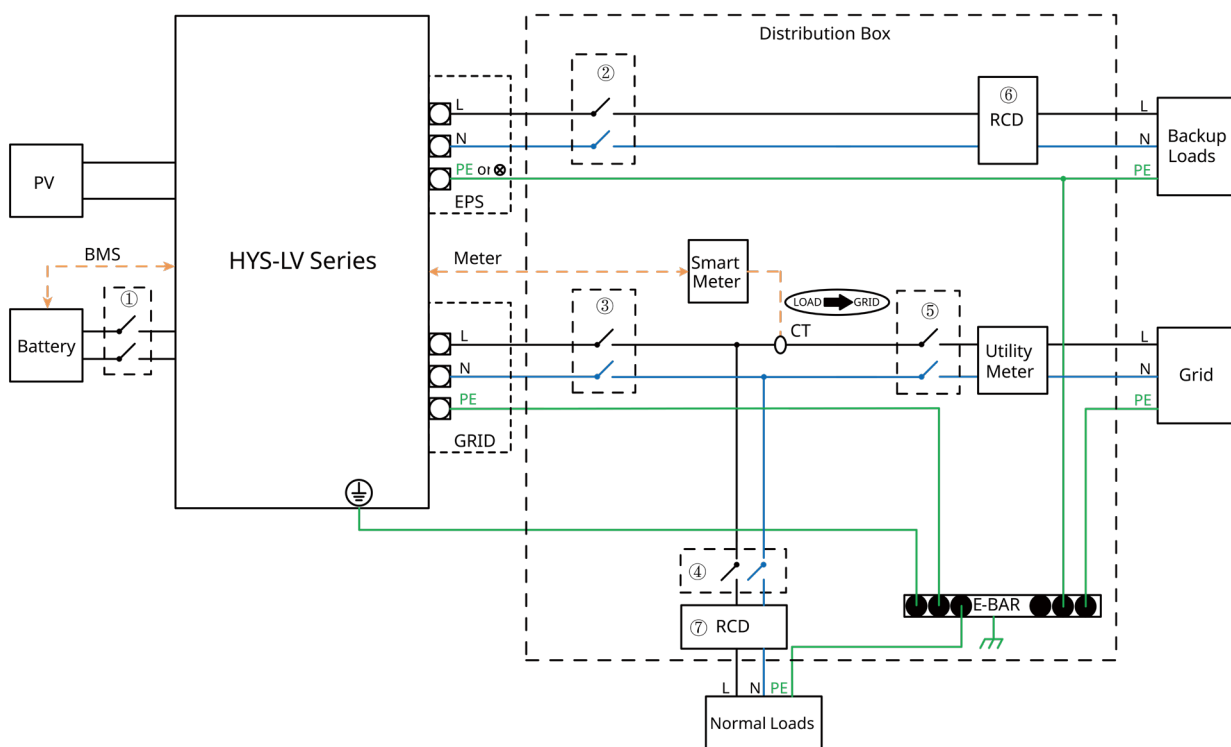 Distribution Box
②
⑥
RCD
L
L
N
N
Backup
Loads
PE or ⊗
PE
EPS
PV
BMS
HYS-LV Series
Meter
Smart
Meter
LOAD GRID
①
③
⑤
CT
Battery
L
L
N
N
Utility
Meter
Grid
PE
PE
GRID
④
⑦ RCD
E-BAR
L N PE
Normal Loads